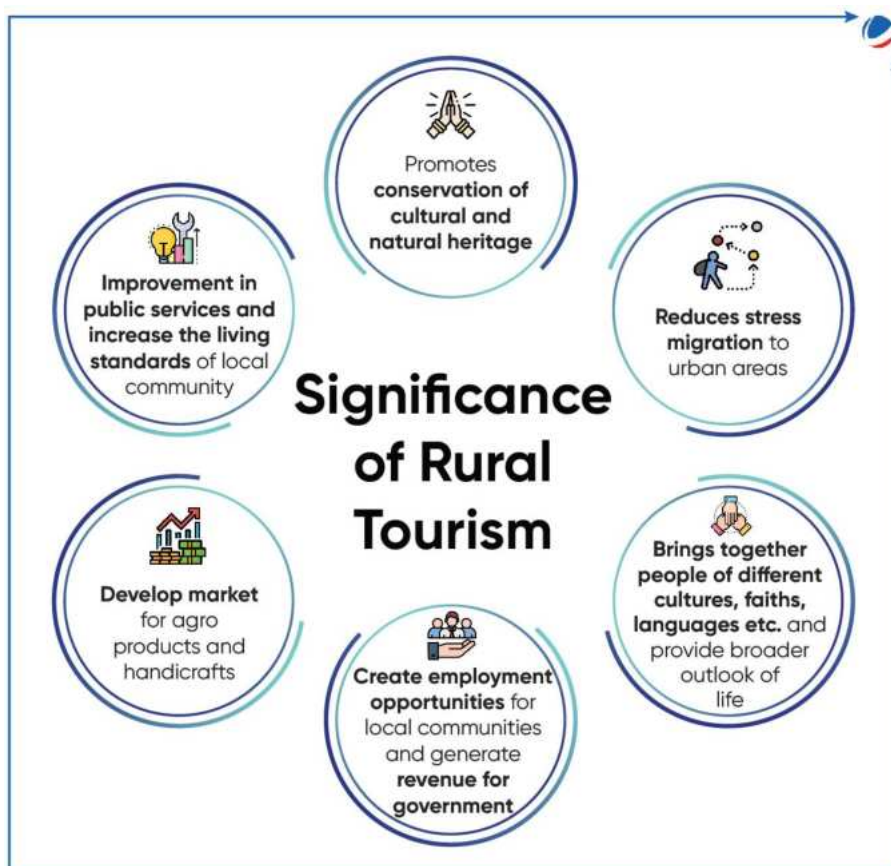 Promotes
conservation of
cultural and
natural heritage
Improvement in
public services and
increase the living
standards of local
community
Reduces stress
migration to
urban areas
Significance
of Rural
Tourism
Develop market
for agro
products and
handicrafts
Brings together
people of different
cultures, faiths,
languages etc. and
provide broader
outlook of
life
Create employment
opportunities for
local communities
and generate
revenue for
government